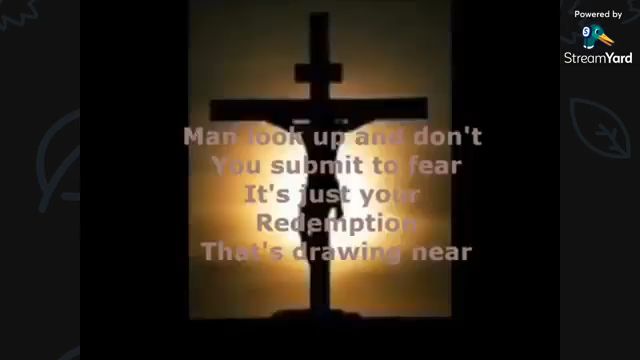 Powered by
StreamYard
Man look up and don't
You submit to fear
It's just your
Redemption
That's drawing near